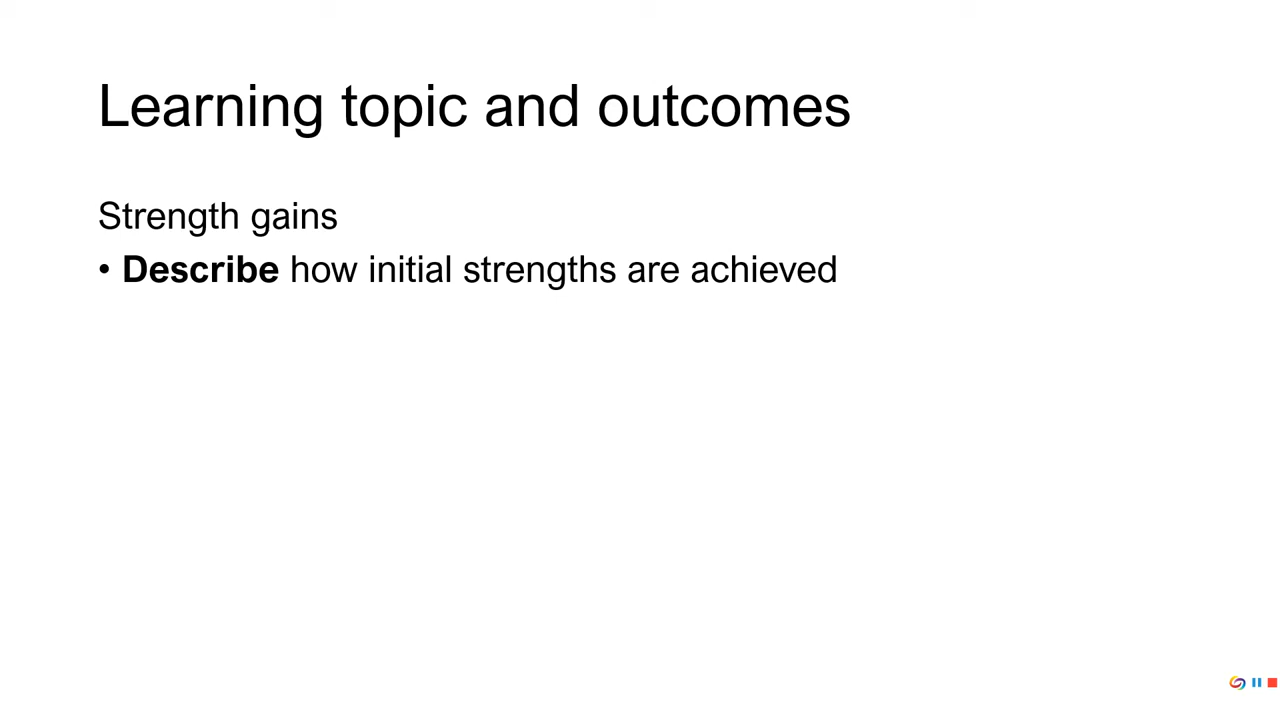 Learning topic and outcomes
Strength gains
• Describe how initial strengths are achieved